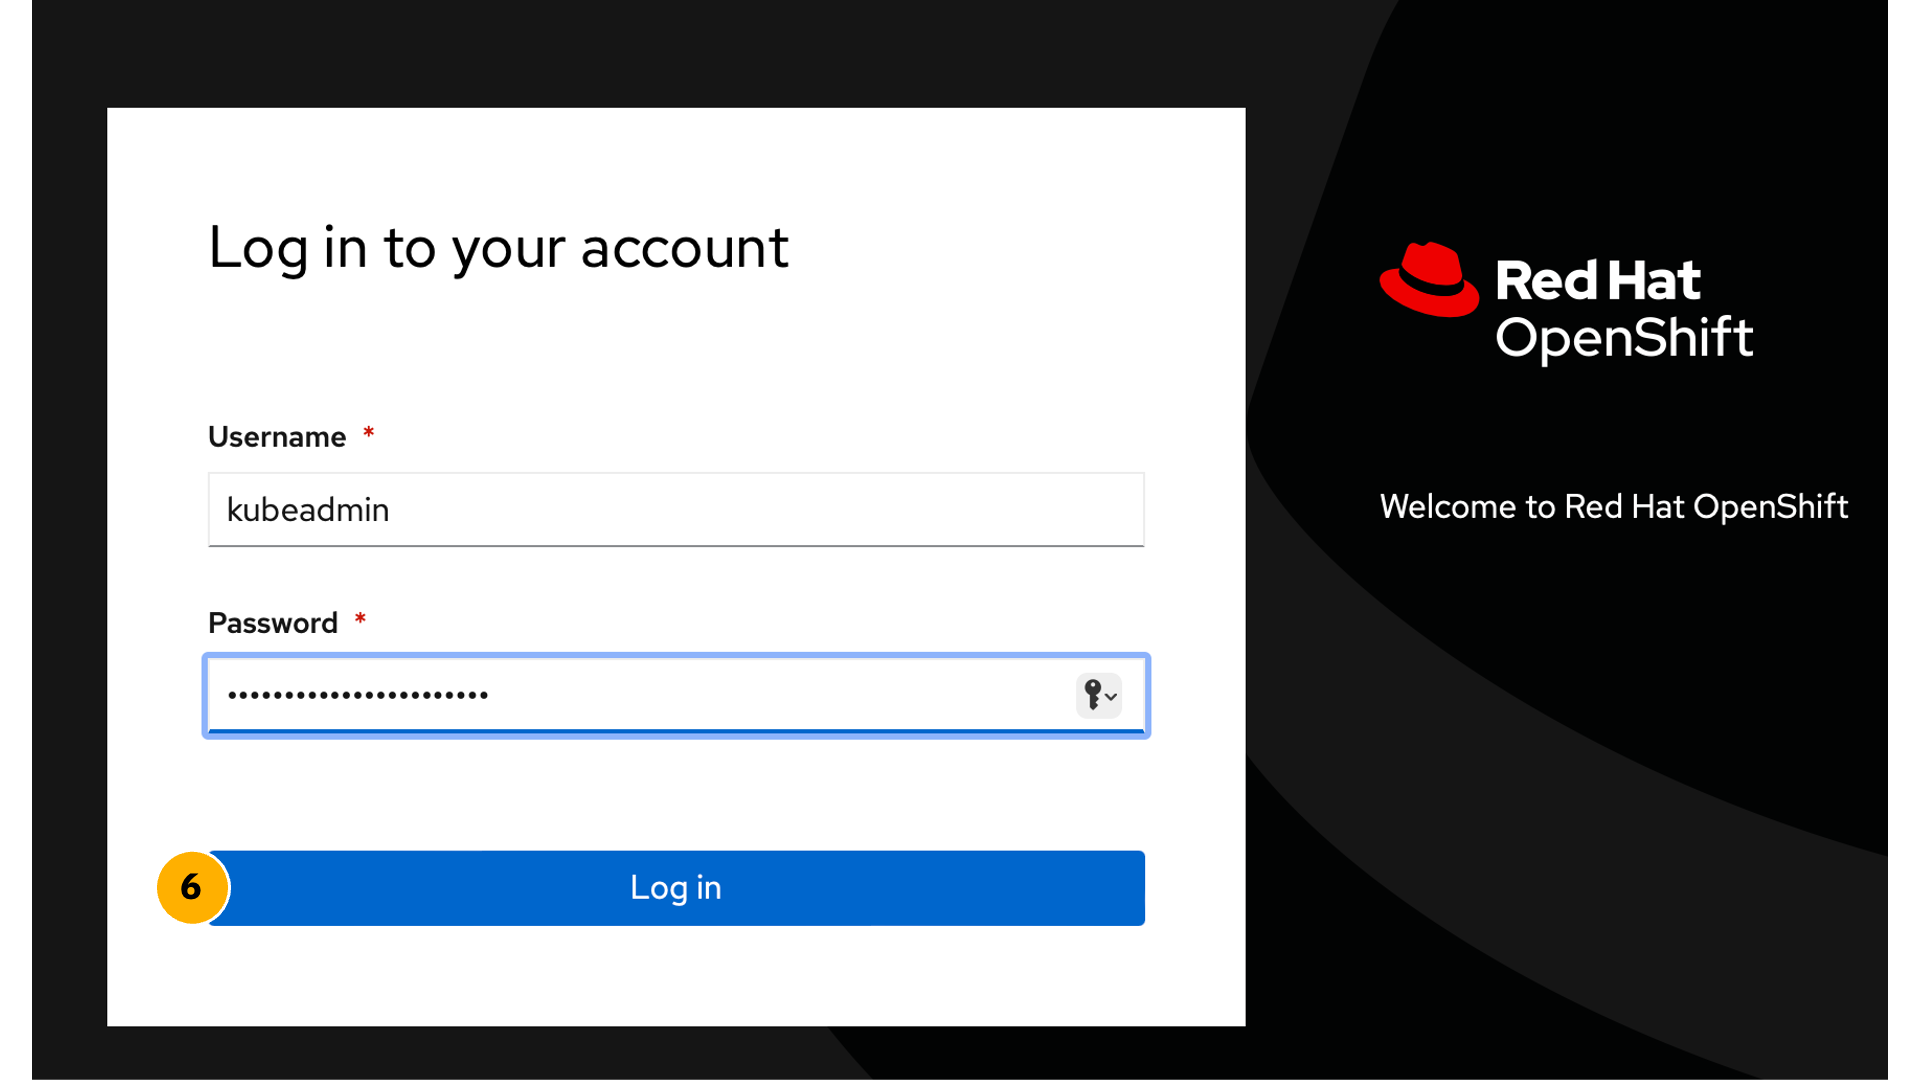 Log in to your account
Username *
kubeadmin
Password *
•••••••••••••••••••••••
6
Log in
Red Hat
OpenShift
Welcome to Red Hat OpenShift